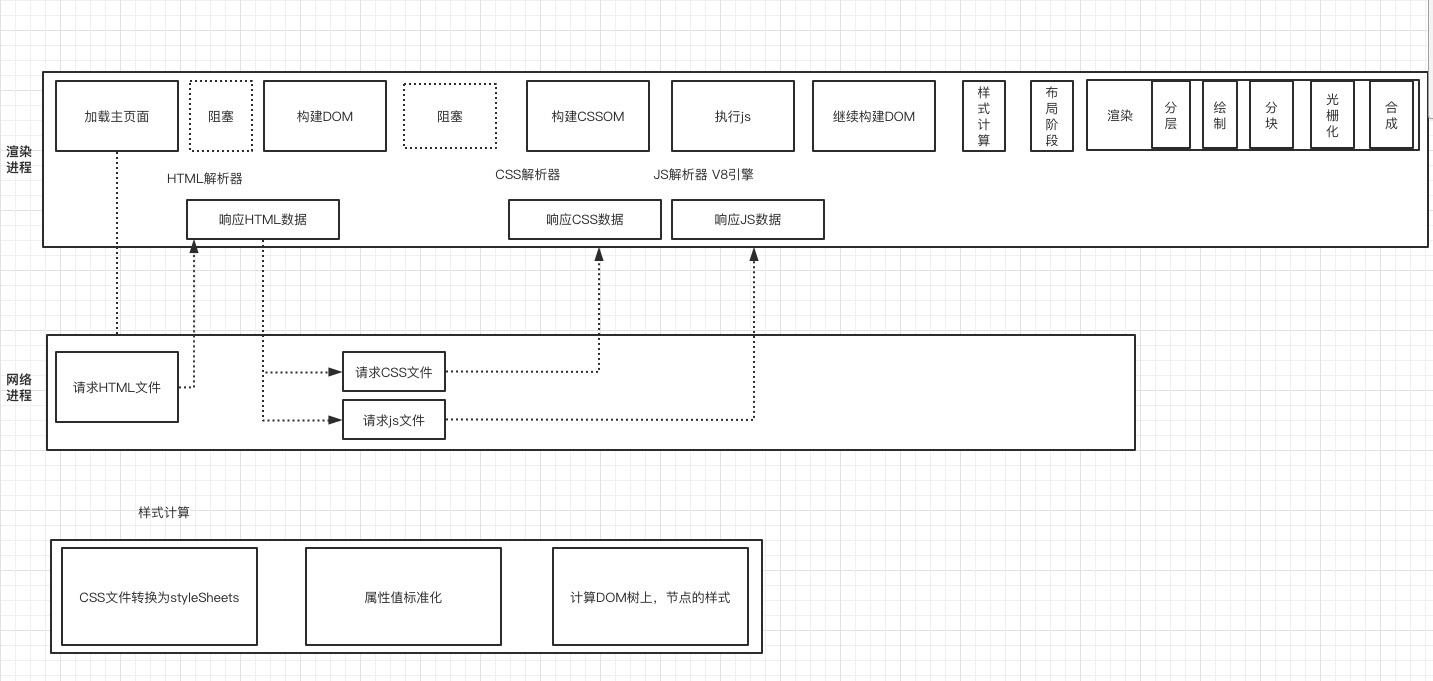 渲染
进程
加载主页面
阻塞
构建DOM
阻塞
构建CSSOM
执行js
继续构建DOM
样
式
计
算
布
局
阶
段
渲染
分
层
绘
制
分
块
光
栅
化
合
成
HTML解析器
CSS解析器
JS解析器 V8引擎
响应HTML数据
响应CSS数据
响应JS数据
网络
进程
请求HTML文件
请求CSS文件
请求js文件
样式计算
CSS文件转换为styleSheets
属性值标准化
计算DOM树上，节点的样式